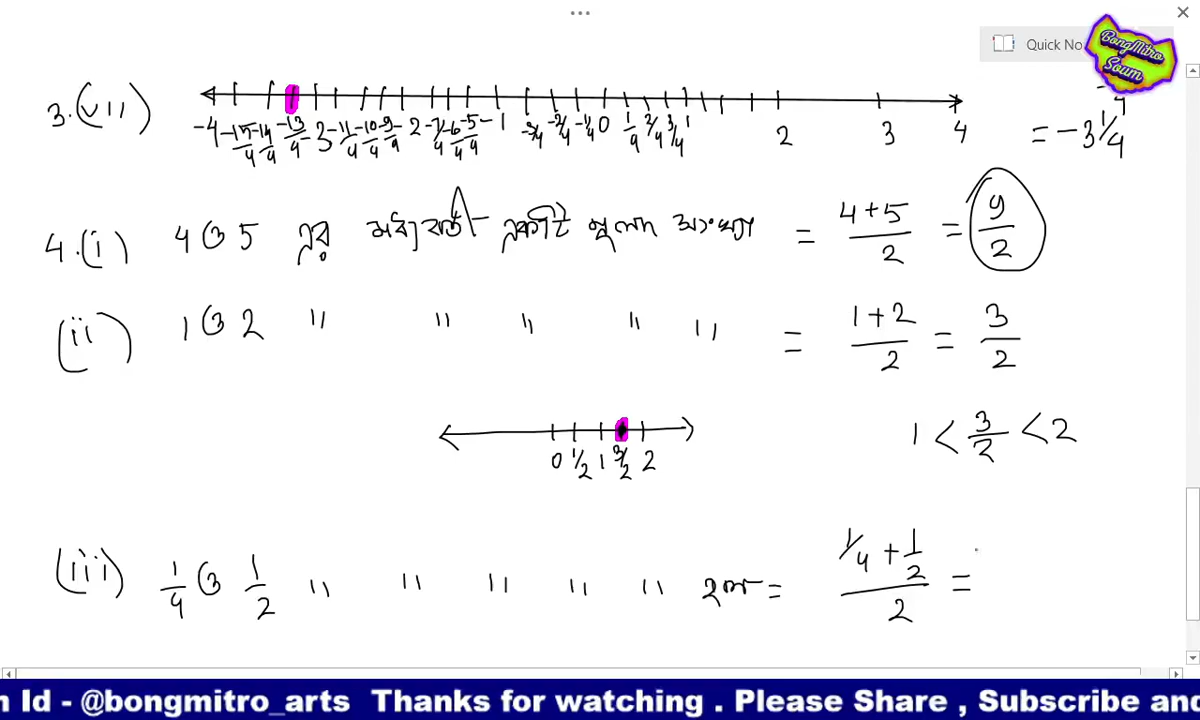 Quick No
BongMitro
Soum
3.(vii)
-4 -15/4 -14/4 -13/4 3 -11/4 -10/4 -9/4 2 -7/4 -6/4 -5/4 -1 -3/4 -2/4 -1/4 0 1/4 2/4 3/4 1 2 3 4
= -3 1/4
4.(i) 4 ও 5 এর মধ্যবর্তী একটি মূলদ সংখ্যা = (4+5)/2 = 9/2
(ii) 1 ও 2 " " " " " = (1+2)/2 = 3/2
0 1/2 1 3/2 2
1 < 3/2 < 2
(iii) 1/4 ও 1/2 " " " " " হল = (1/4 + 1/2)/2 =
n Id - @bongmitro_arts Thanks for watching . Please Share , Subscribe and